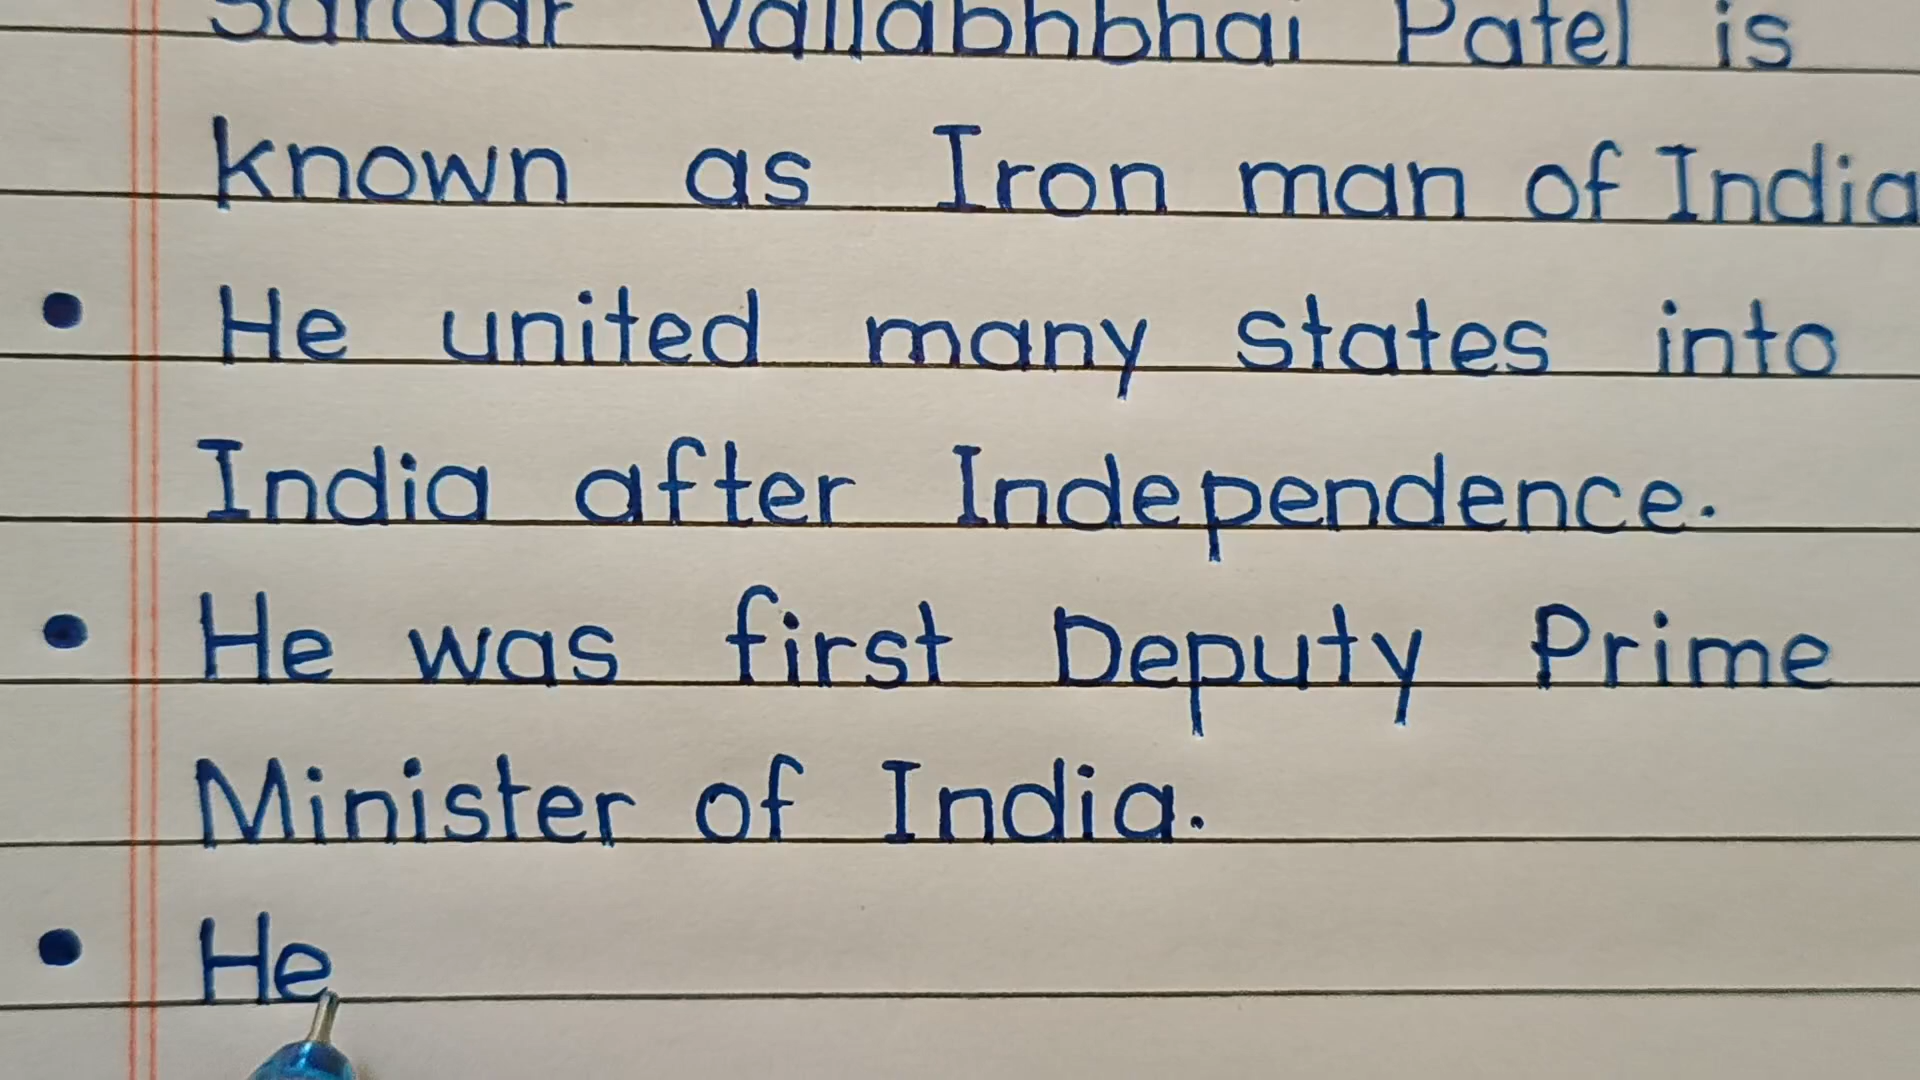 Sardar Vallabhbhai Patel is
known as Iron man of India
• He united many states into
India after Independence.
• He was first Deputy Prime
Minister of India.
• He